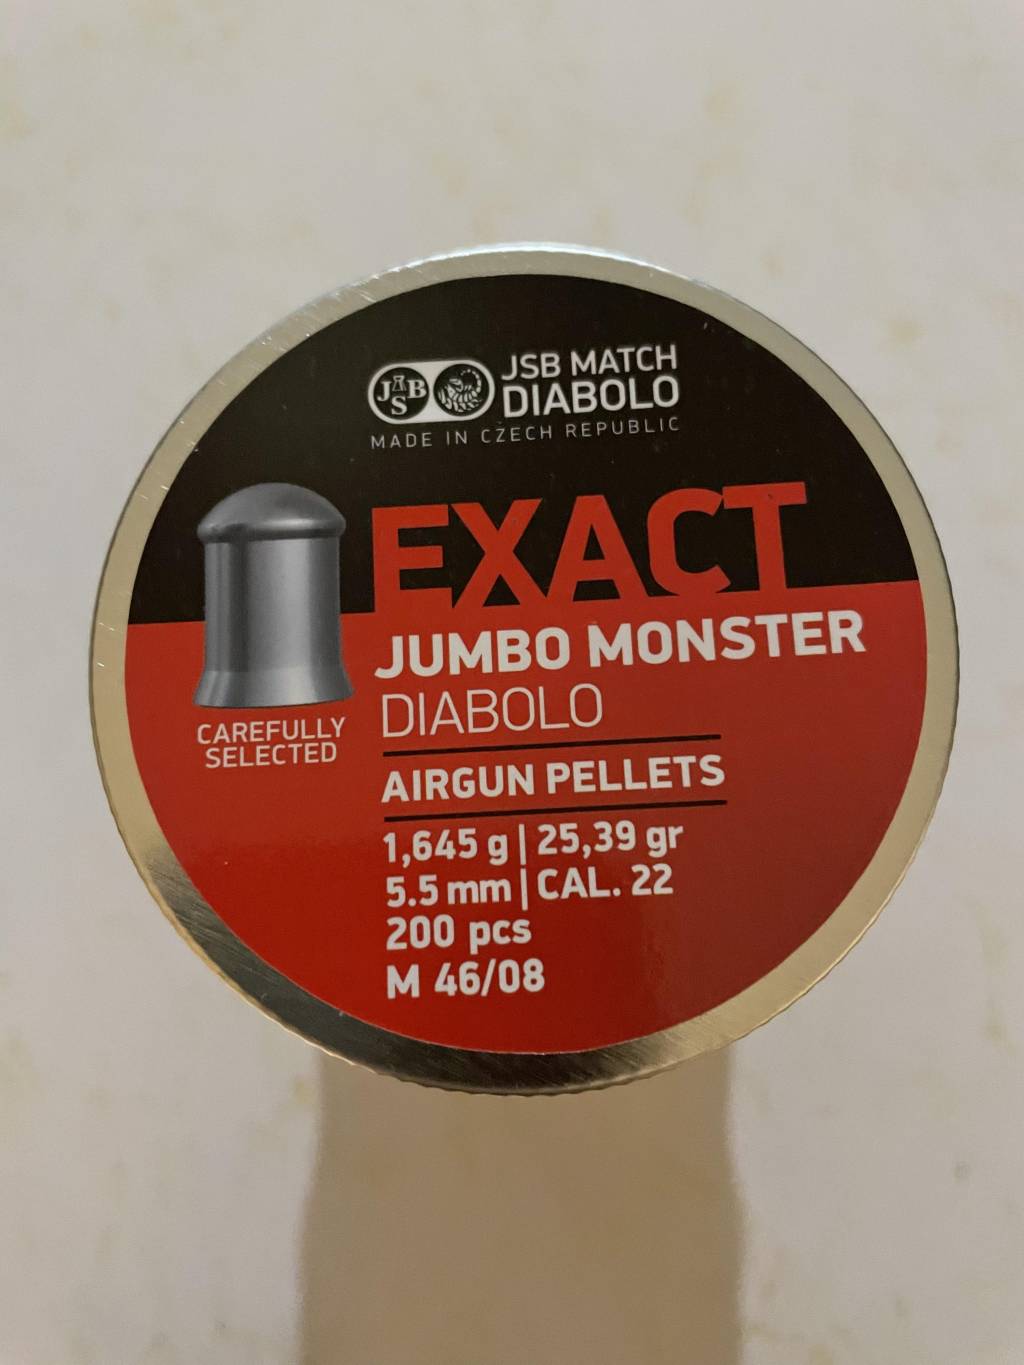 JSB
JSB MATCH
DIABOLO
MADE IN CZECH REPUBLIC
EXACT
JUMBO MONSTER
DIABOLO
CAREFULLY
SELECTED
AIRGUN PELLETS
1,645 g | 25,39 gr
5.5 mm | CAL. 22
200 pcs
M 46/08